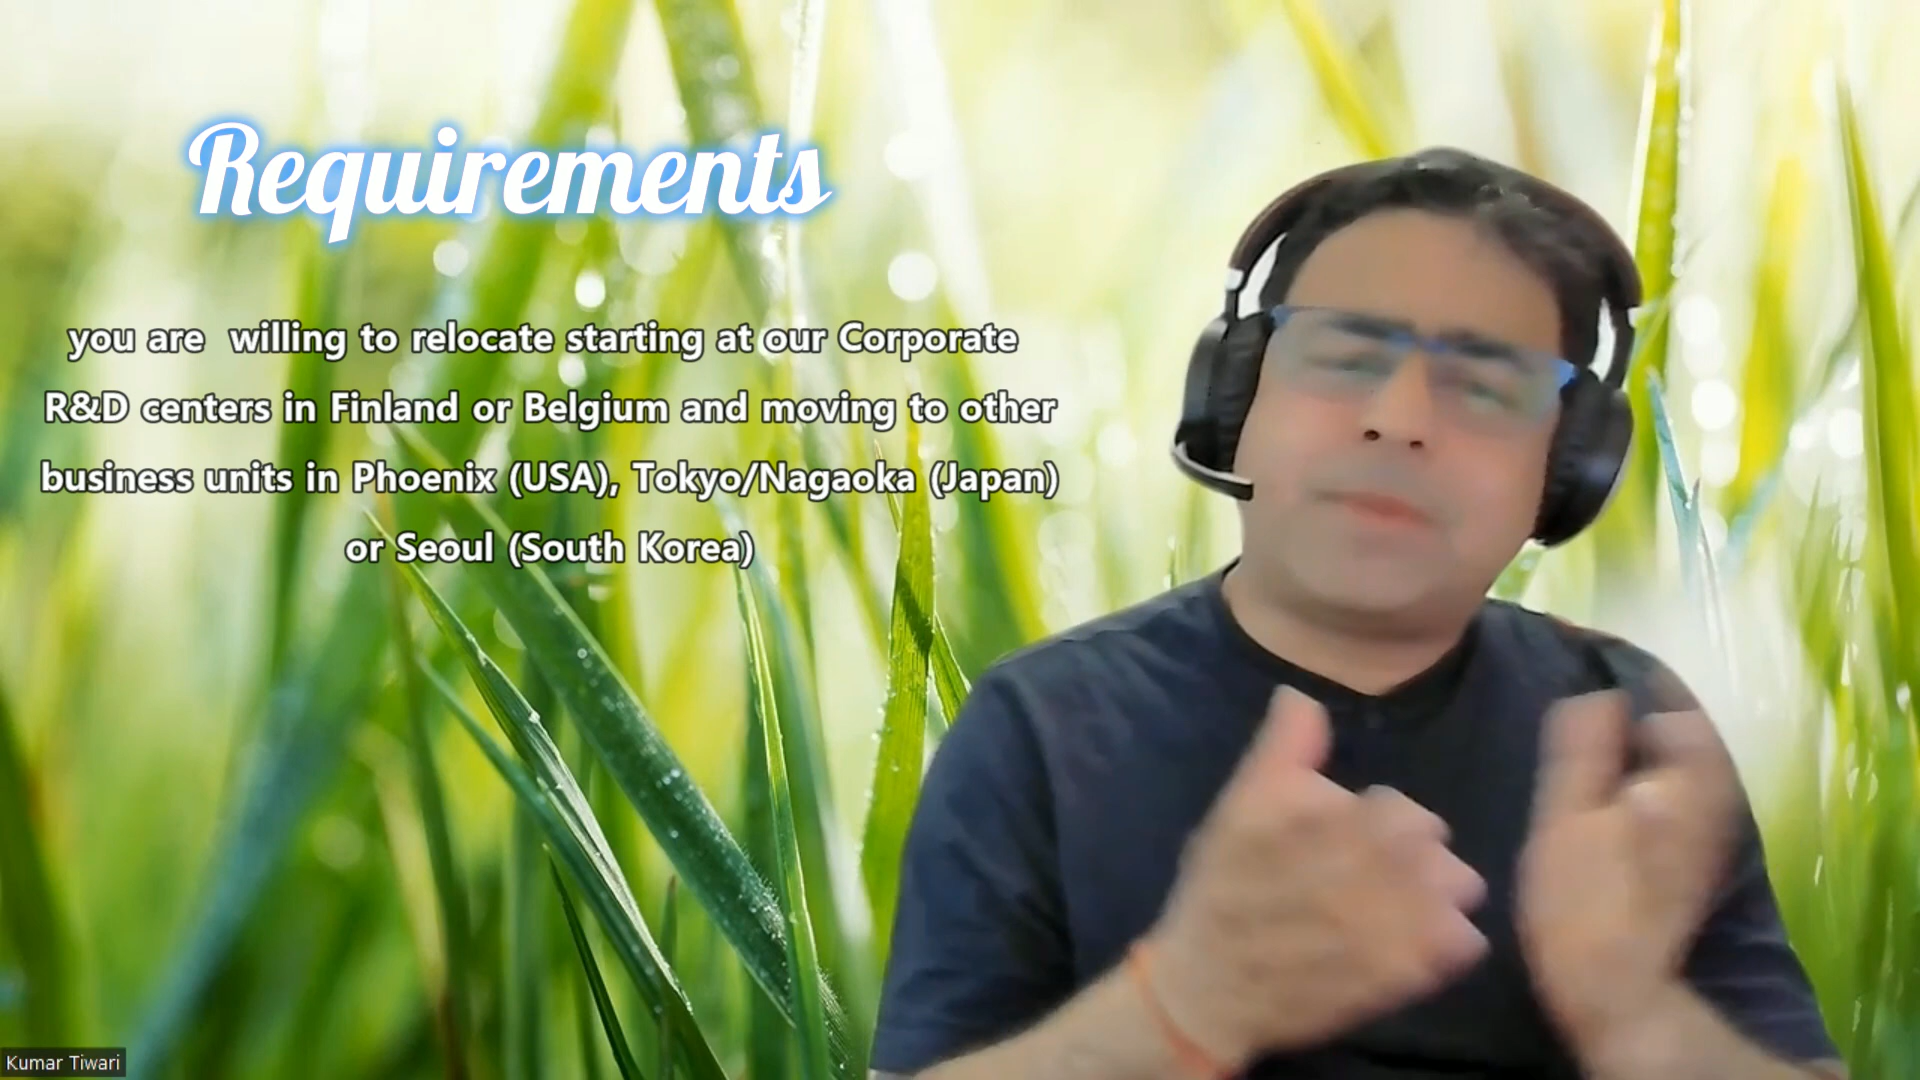 Requirements
you are  willing to relocate starting at our Corporate
R&D centers in Finland or Belgium and moving to other
business units in Phoenix (USA), Tokyo/Nagaoka (Japan)
or Seoul (South Korea)
Kumar Tiwari